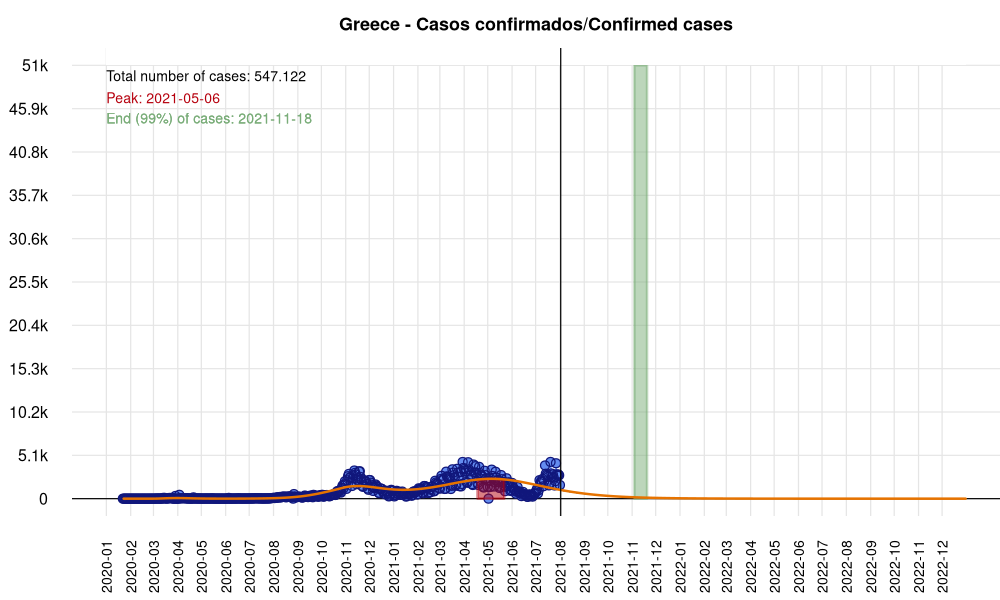 Greece - Casos confirmados/Confirmed cases
Total number of cases: 547.122
Peak: 2021-05-06
End (99%) of cases: 2021-11-18
51k
45.9k
40.8k
35.7k
30.6k
25.5k
20.4k
15.3k
10.2k
5.1k
0
2020-01
2020-02
2020-03
2020-04
2020-05
2020-06
2020-07
2020-08
2020-09
2020-10
2020-11
2020-12
2021-01
2021-02
2021-03
2021-04
2021-05
2021-06
2021-07
2021-08
2021-09
2021-10
2021-11
2021-12
2022-01
2022-02
2022-03
2022-04
2022-05
2022-06
2022-07
2022-08
2022-09
2022-10
2022-11
2022-12